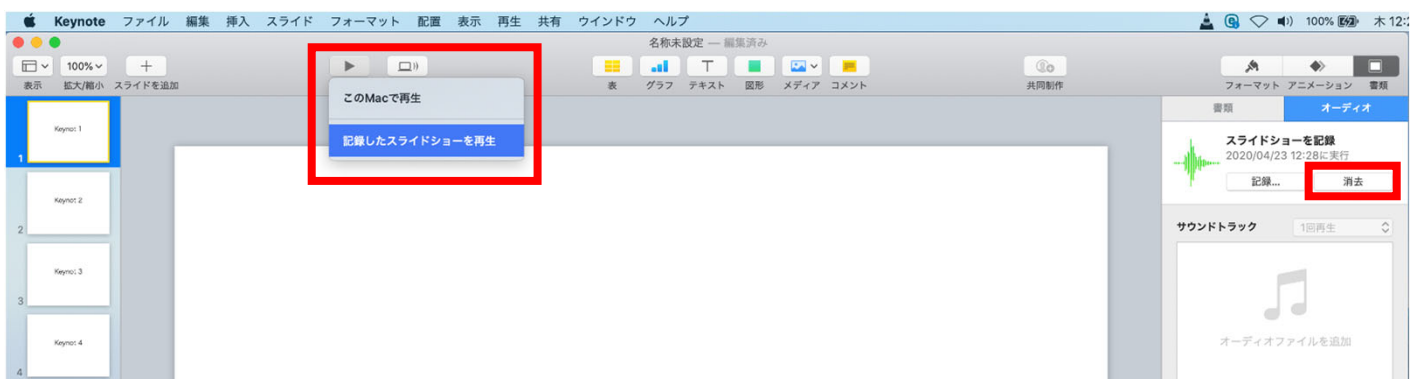 Keynote ファイル 編集 挿入 スライド フォーマット 配置 表示 再生 共有 ウインドウ ヘルプ 100% 木 12:2
名称未設定 — 編集済み
100%
表示 拡大/縮小 スライドを追加 表 グラフ テキスト 図形 メディア コメント 共同制作 フォーマット アニメーション 書類
このMacで再生
記録したスライドショーを再生
書類 オーディオ
スライドショーを記録
2020/04/23 12:28に実行
記録... 消去
サウンドトラック 1回再生
オーディオファイルを追加
Keynot 1
1
Keynot 2
2
Keynot 3
3
Keynot 4
4